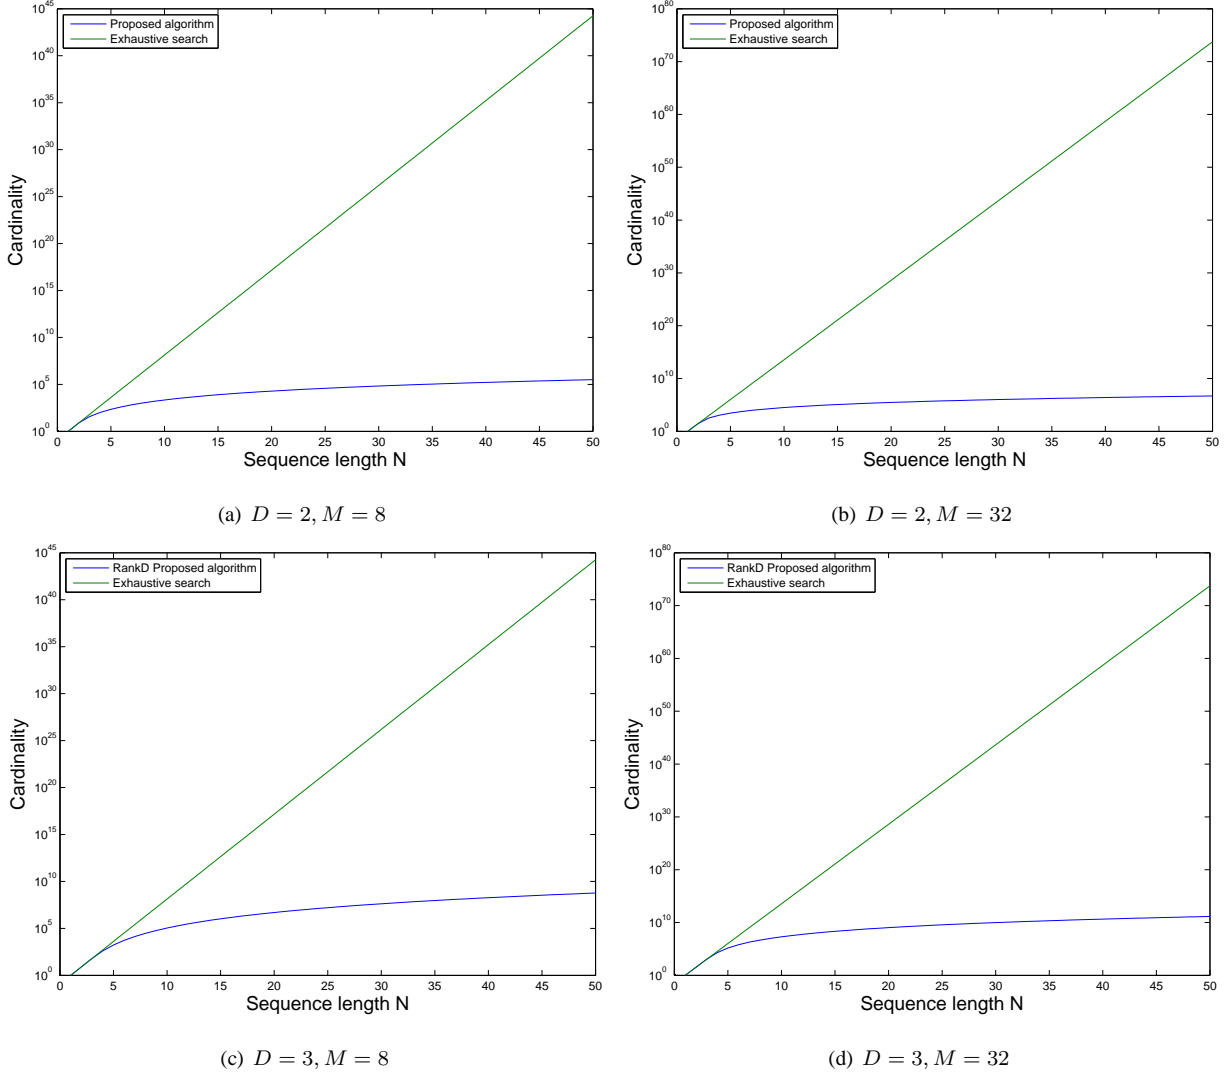 Proposed algorithm
Exhaustive search
Cardinality
10^45
10^40
10^35
10^30
10^25
10^20
10^15
10^10
10^5
10^0
0 5 10 15 20 25 30 35 40 45 50
Sequence length N
(a) D = 2, M = 8
Proposed algorithm
Exhaustive search
Cardinality
10^80
10^70
10^60
10^50
10^40
10^30
10^20
10^10
10^0
0 5 10 15 20 25 30 35 40 45 50
Sequence length N
(b) D = 2, M = 32
RankD Proposed algorithm
Exhaustive search
Cardinality
10^45
10^40
10^35
10^30
10^25
10^20
10^15
10^10
10^5
10^0
0 5 10 15 20 25 30 35 40 45 50
Sequence length N
(c) D = 3, M = 8
RankD Proposed algorithm
Exhaustive search
Cardinality
10^80
10^70
10^60
10^50
10^40
10^30
10^20
10^10
10^0
0 5 10 15 20 25 30 35 40 45 50
Sequence length N
(d) D = 3, M = 32